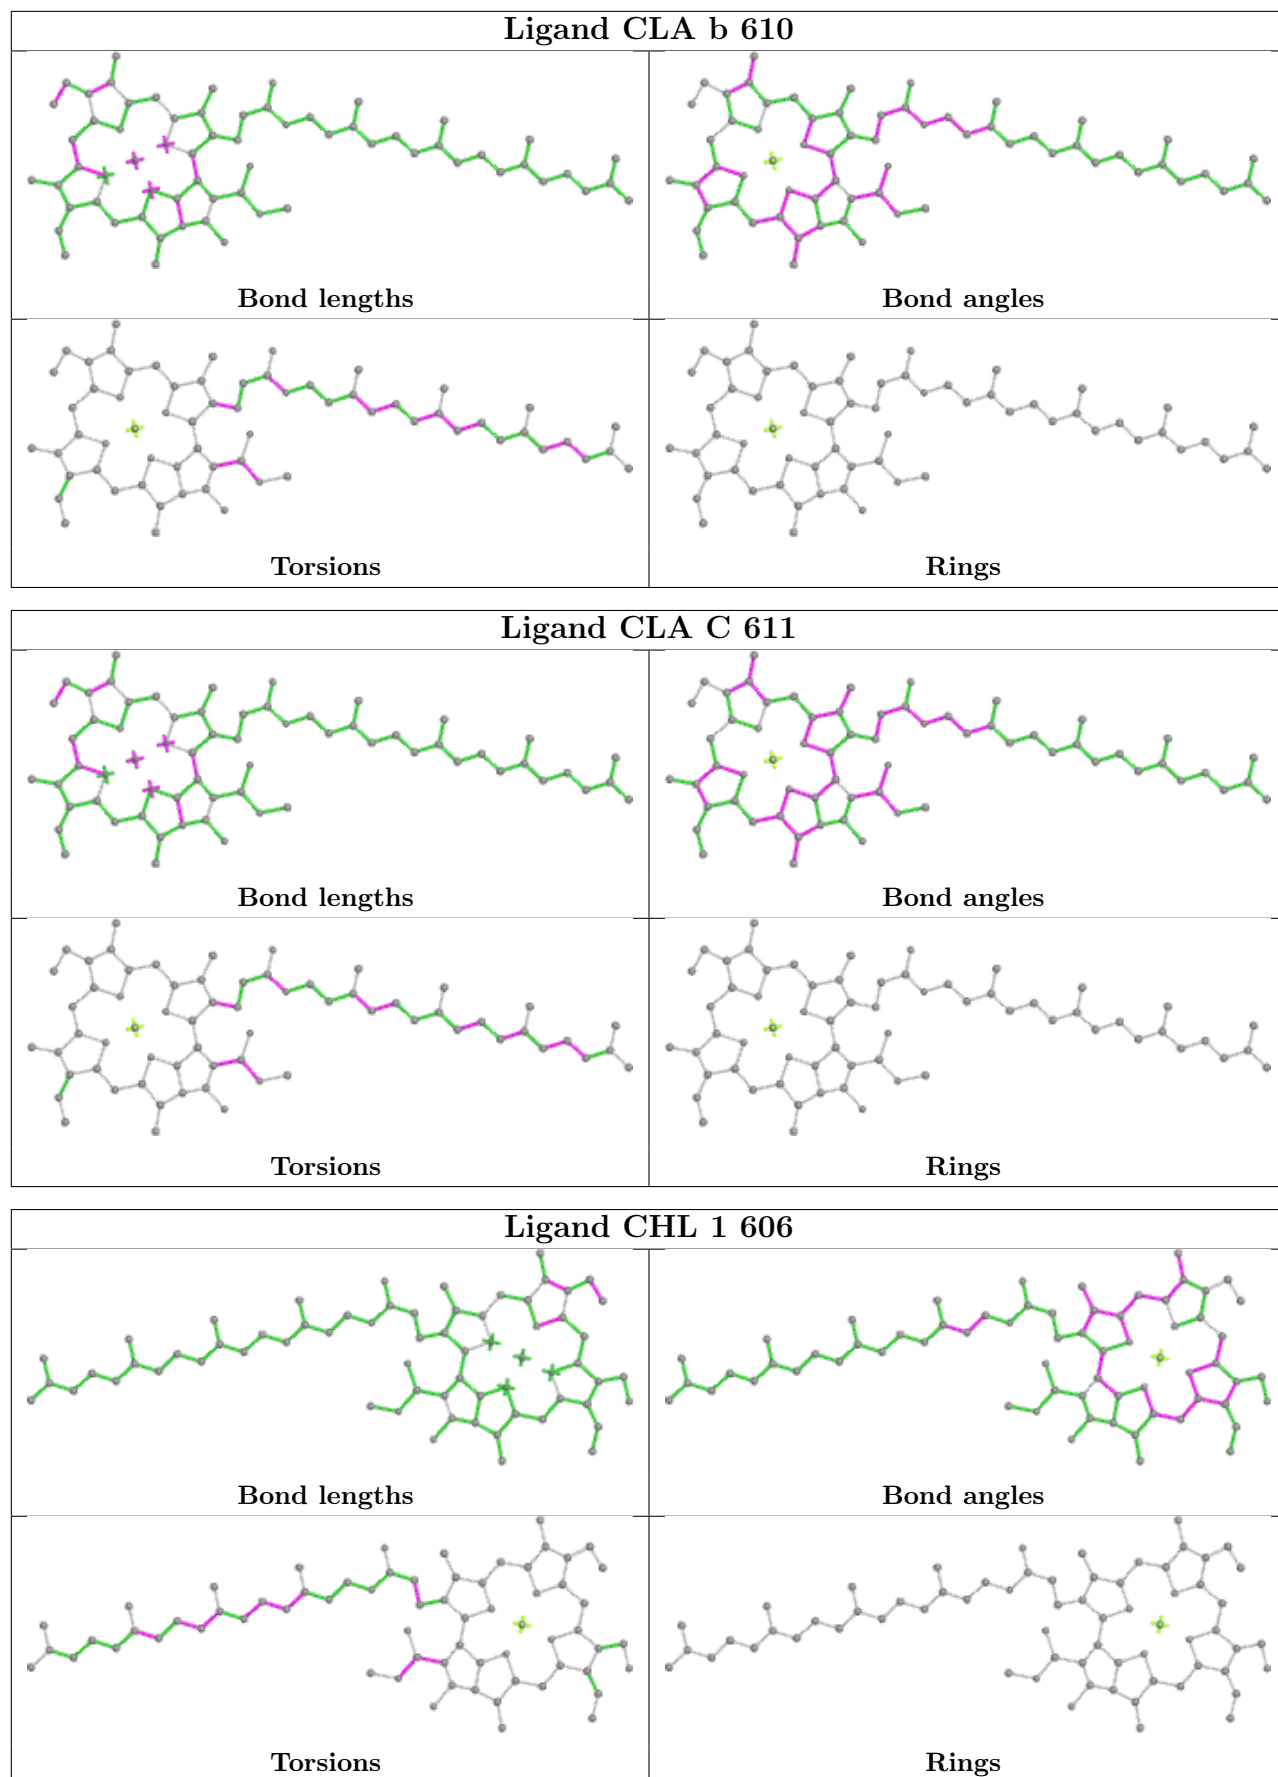 Ligand CLA b 610
Bond lengths
Bond angles
Torsions
Rings
Ligand CLA C 611
Bond lengths
Bond angles
Torsions
Rings
Ligand CHL 1 606
Bond lengths
Bond angles
Torsions
Rings